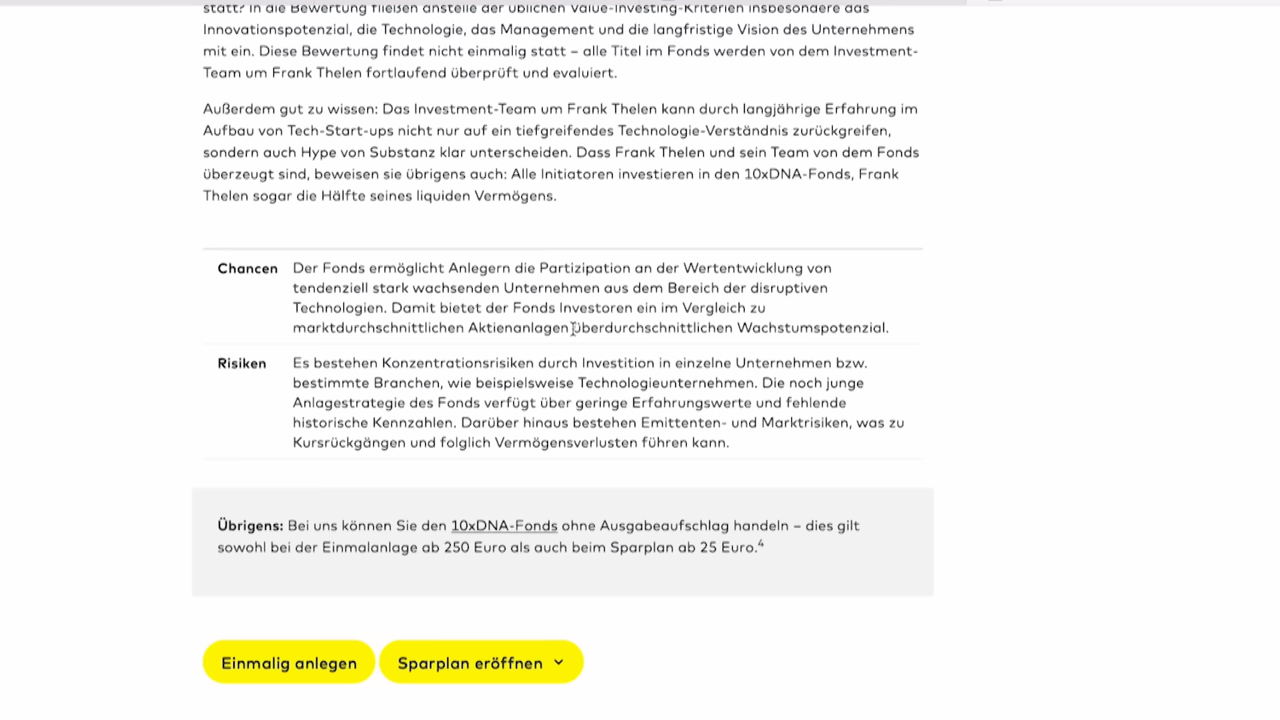 statt? In die Bewertung fließen anstelle der üblichen Value-Investing-Kriterien insbesondere das
Innovationspotenzial, die Technologie, das Management und die langfristige Vision des Unternehmens
mit ein. Diese Bewertung findet nicht einmalig statt – alle Titel im Fonds werden von dem Investment-
Team um Frank Thelen fortlaufend überprüft und evaluiert.
Außerdem gut zu wissen: Das Investment-Team um Frank Thelen kann durch langjährige Erfahrung im
Aufbau von Tech-Start-ups nicht nur auf ein tiefgreifendes Technologie-Verständnis zurückgreifen,
sondern auch Hype von Substanz klar unterscheiden. Dass Frank Thelen und sein Team von dem Fonds
überzeugt sind, beweisen sie übrigens auch: Alle Initiatoren investieren in den 10xDNA-Fonds, Frank
Thelen sogar die Hälfte seines liquiden Vermögens.
Chancen Der Fonds ermöglicht Anlegern die Partizipation an der Wertentwicklung von
tendenziell stark wachsenden Unternehmen aus dem Bereich der disruptiven
Technologien. Damit bietet der Fonds Investoren ein im Vergleich zu
marktdurchschnittlichen Aktienanlagen überdurchschnittlichen Wachstumspotenzial.
Risiken Es bestehen Konzentrationsrisiken durch Investition in einzelne Unternehmen bzw.
bestimmte Branchen, wie beispielsweise Technologieunternehmen. Die noch junge
Anlagestrategie des Fonds verfügt über geringe Erfahrungswerte und fehlende
historische Kennzahlen. Darüber hinaus bestehen Emittenten- und Marktrisiken, was zu
Kursrückgängen und folglich Vermögensverlusten führen kann.
Übrigens: Bei uns können Sie den 10xDNA-Fonds ohne Ausgabeaufschlag handeln – dies gilt
sowohl bei der Einmalanlage ab 250 Euro als auch beim Sparplan ab 25 Euro.⁴
Einmalig anlegen Sparplan eröffnen